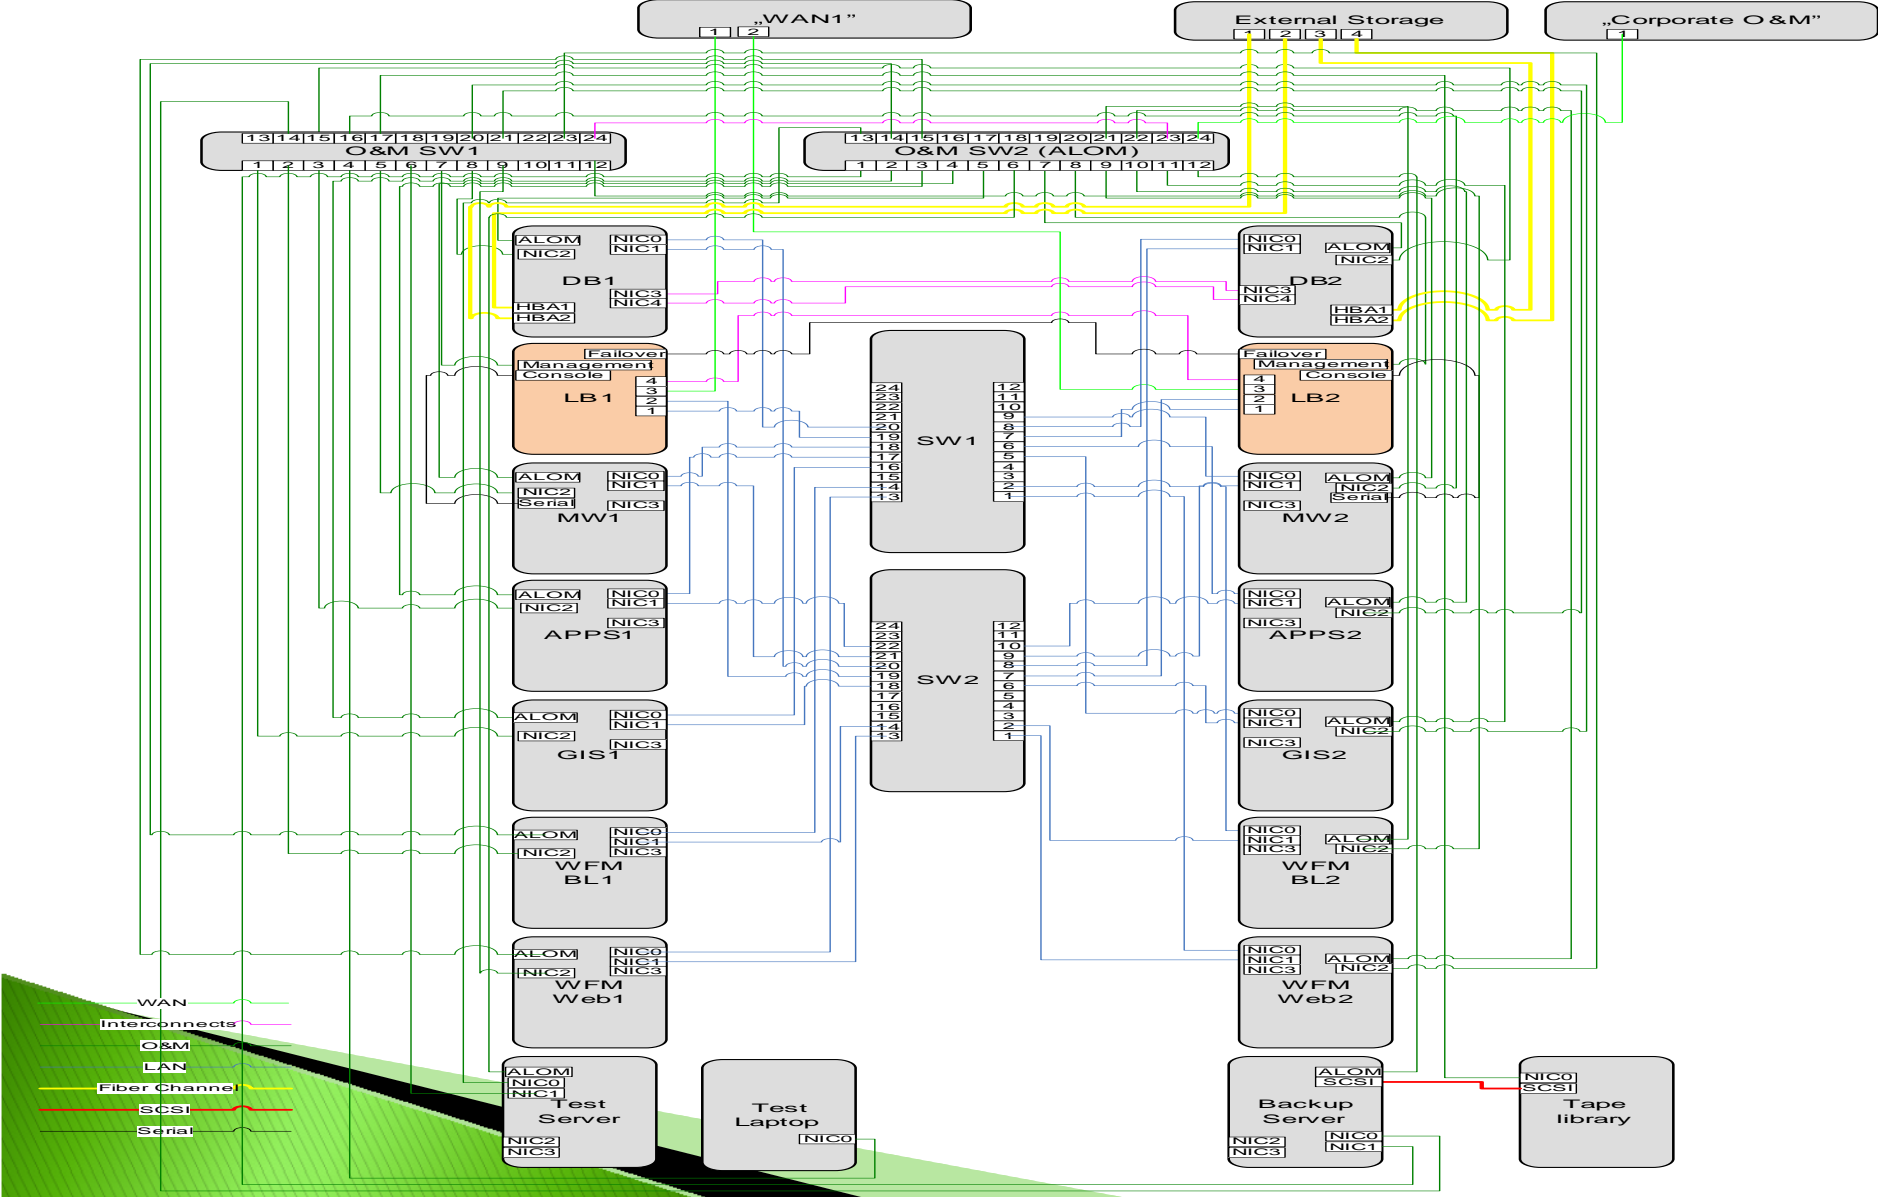 „WAN1”
1 2
External Storage
1 2 3 4
„Corporate O&M”
1
13 14 15 16 17 18 19 20 21 22 23 24
O&M SW1
1 2 3 4 5 6 7 8 9 10 11 12
13 14 15 16 17 18 19 20 21 22 23 24
O&M SW2 (ALOM)
1 2 3 4 5 6 7 8 9 10 11 12
ALOM
NIC2
NIC0
NIC1
DB1
NIC3
NIC4
HBA1
HBA2
NIC0
NIC1
ALOM
NIC2
DB2
NIC3
NIC4
HBA1
HBA2
Failover
Management
Console
4
3
2
1
LB1
Failover
Management
Console
4
3
2
1
LB2
24
23
22
21
20
19
18
17
16
15
14
13
SW1
12
11
10
9
8
7
6
5
4
3
2
1
ALOM
NIC2
Serial
NIC0
NIC1
NIC3
MW1
NIC0
NIC1
NIC3
ALOM
NIC2
Serial
MW2
ALOM
NIC2
NIC0
NIC1
NIC3
APPS1
NIC0
NIC1
NIC3
ALOM
NIC2
APPS2
24
23
22
21
20
19
18
17
16
15
14
13
SW2
12
11
10
9
8
7
6
5
4
3
2
1
ALOM
NIC2
NIC0
NIC1
NIC3
GIS1
NIC0
NIC1
NIC3
ALOM
NIC2
GIS2
ALOM
NIC2
NIC0
NIC1
NIC3
WFM
BL1
NIC0
NIC1
NIC3
ALOM
NIC2
WFM
BL2
ALOM
NIC2
NIC0
NIC1
NIC3
WFM
Web1
NIC0
NIC1
NIC3
ALOM
NIC2
WFM
Web2
WAN
Interconnects
O&M
LAN
Fiber Channel
SCSI
Serial
ALOM
NIC0
NIC1
Test
Server
NIC2
NIC3
Test
Laptop
NIC0
ALOM
SCSI
Backup
Server
NIC2
NIC3
NIC0
NIC1
NIC0
SCSI
Tape
library